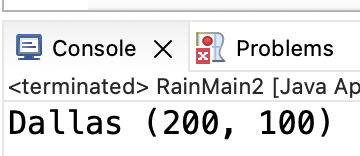 Console Problems
<terminated> RainMain2 [Java Ap
Dallas (200, 100)